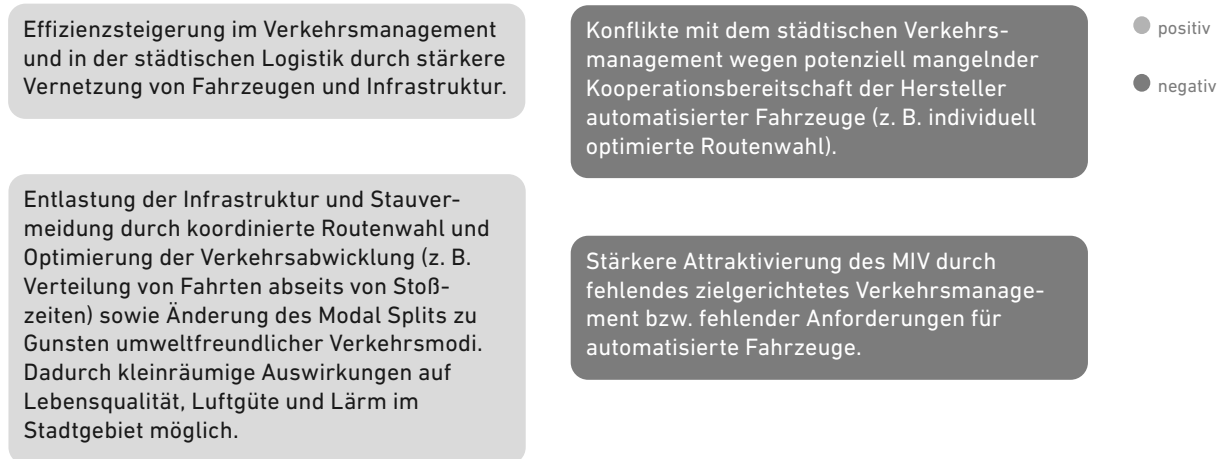 Effizienzsteigerung im Verkehrsmanagement
und in der städtischen Logistik durch stärkere
Vernetzung von Fahrzeugen und Infrastruktur.
Entlastung der Infrastruktur und Stauver-
meidung durch koordinierte Routenwahl und
Optimierung der Verkehrsabwicklung (z. B.
Verteilung von Fahrten abseits von Stoß-
zeiten) sowie Änderung des Modal Splits zu
Gunsten umweltfreundlicher Verkehrsmodi.
Dadurch kleinräumige Auswirkungen auf
Lebensqualität, Luftgüte und Lärm im
Stadtgebiet möglich.
Konflikte mit dem städtischen Verkehrs-
management wegen potenziell mangelnder
Kooperationsbereitschaft der Hersteller
automatisierter Fahrzeuge (z. B. individuell
optimierte Routenwahl).
Stärkere Attraktivierung des MIV durch
fehlendes zielgerichtetes Verkehrsmanage-
ment bzw. fehlender Anforderungen für
automatisierte Fahrzeuge.
positiv
negativ